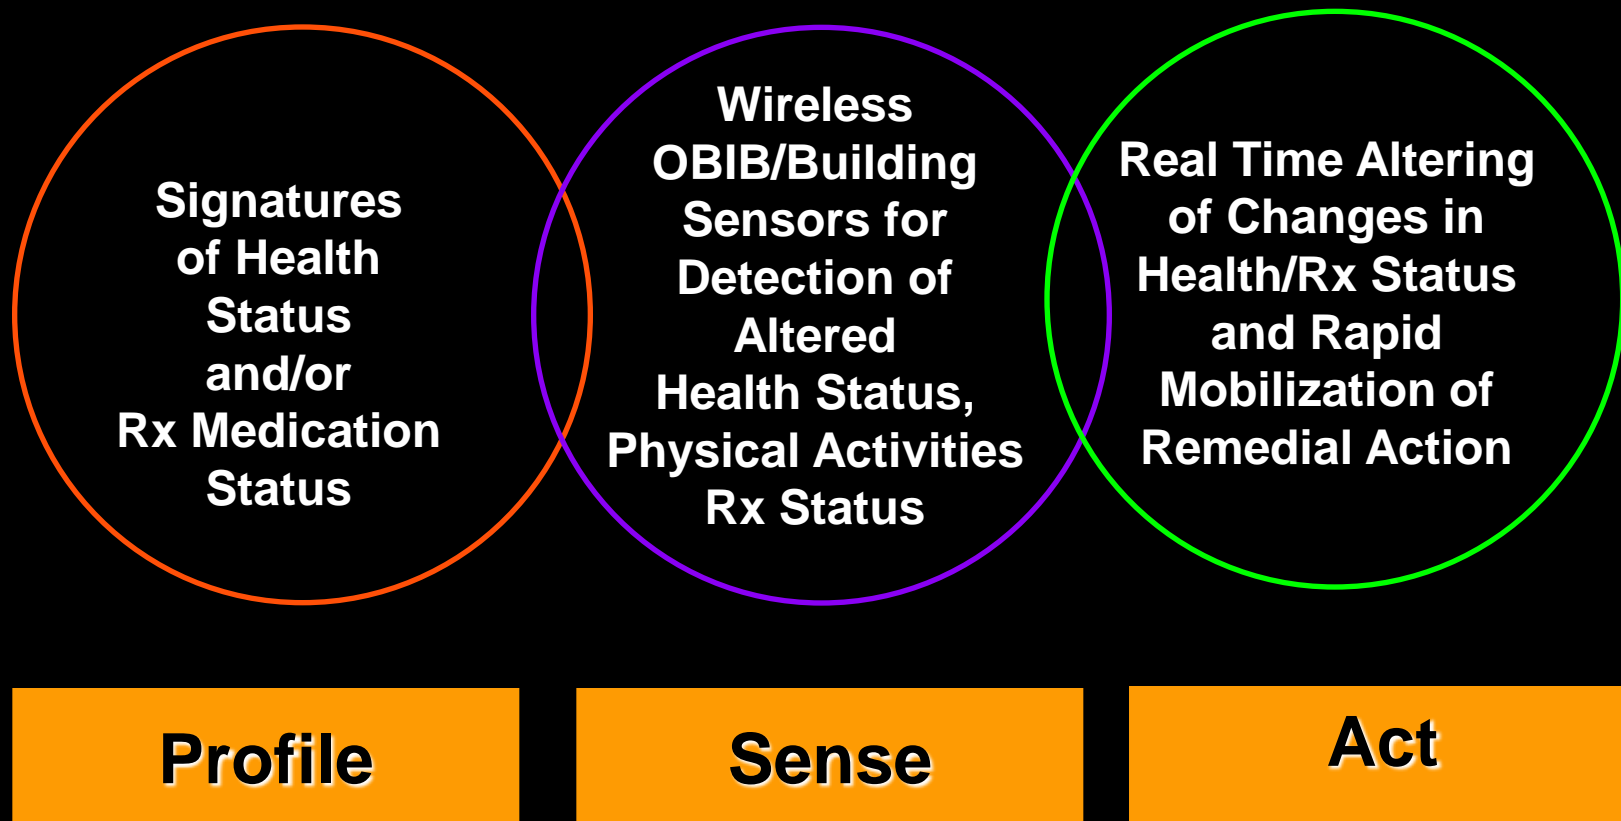 Signatures
of Health
Status
and/or
Rx Medication
Status
Wireless
OBIB/Building
Sensors for
Detection of
Altered
Health Status,
Physical Activities
Rx Status
Real Time Altering
of Changes in
Health/Rx Status
and Rapid
Mobilization of
Remedial Action
Profile
Sense
Act